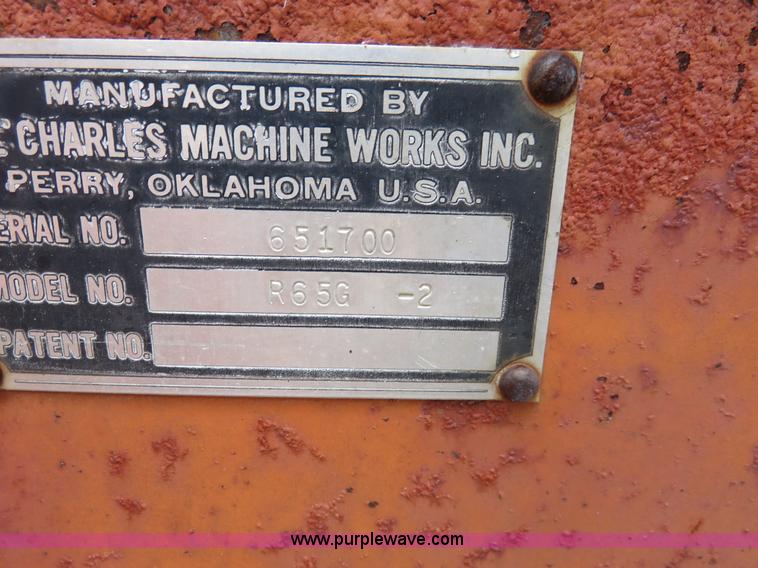 MANUFACTURED BY
E CHARLES MACHINE WORKS INC.
PERRY, OKLAHOMA U.S.A.
ERIAL NO. 651700
MODEL NO. R65G -2
PATENT NO.
www.purplewave.com